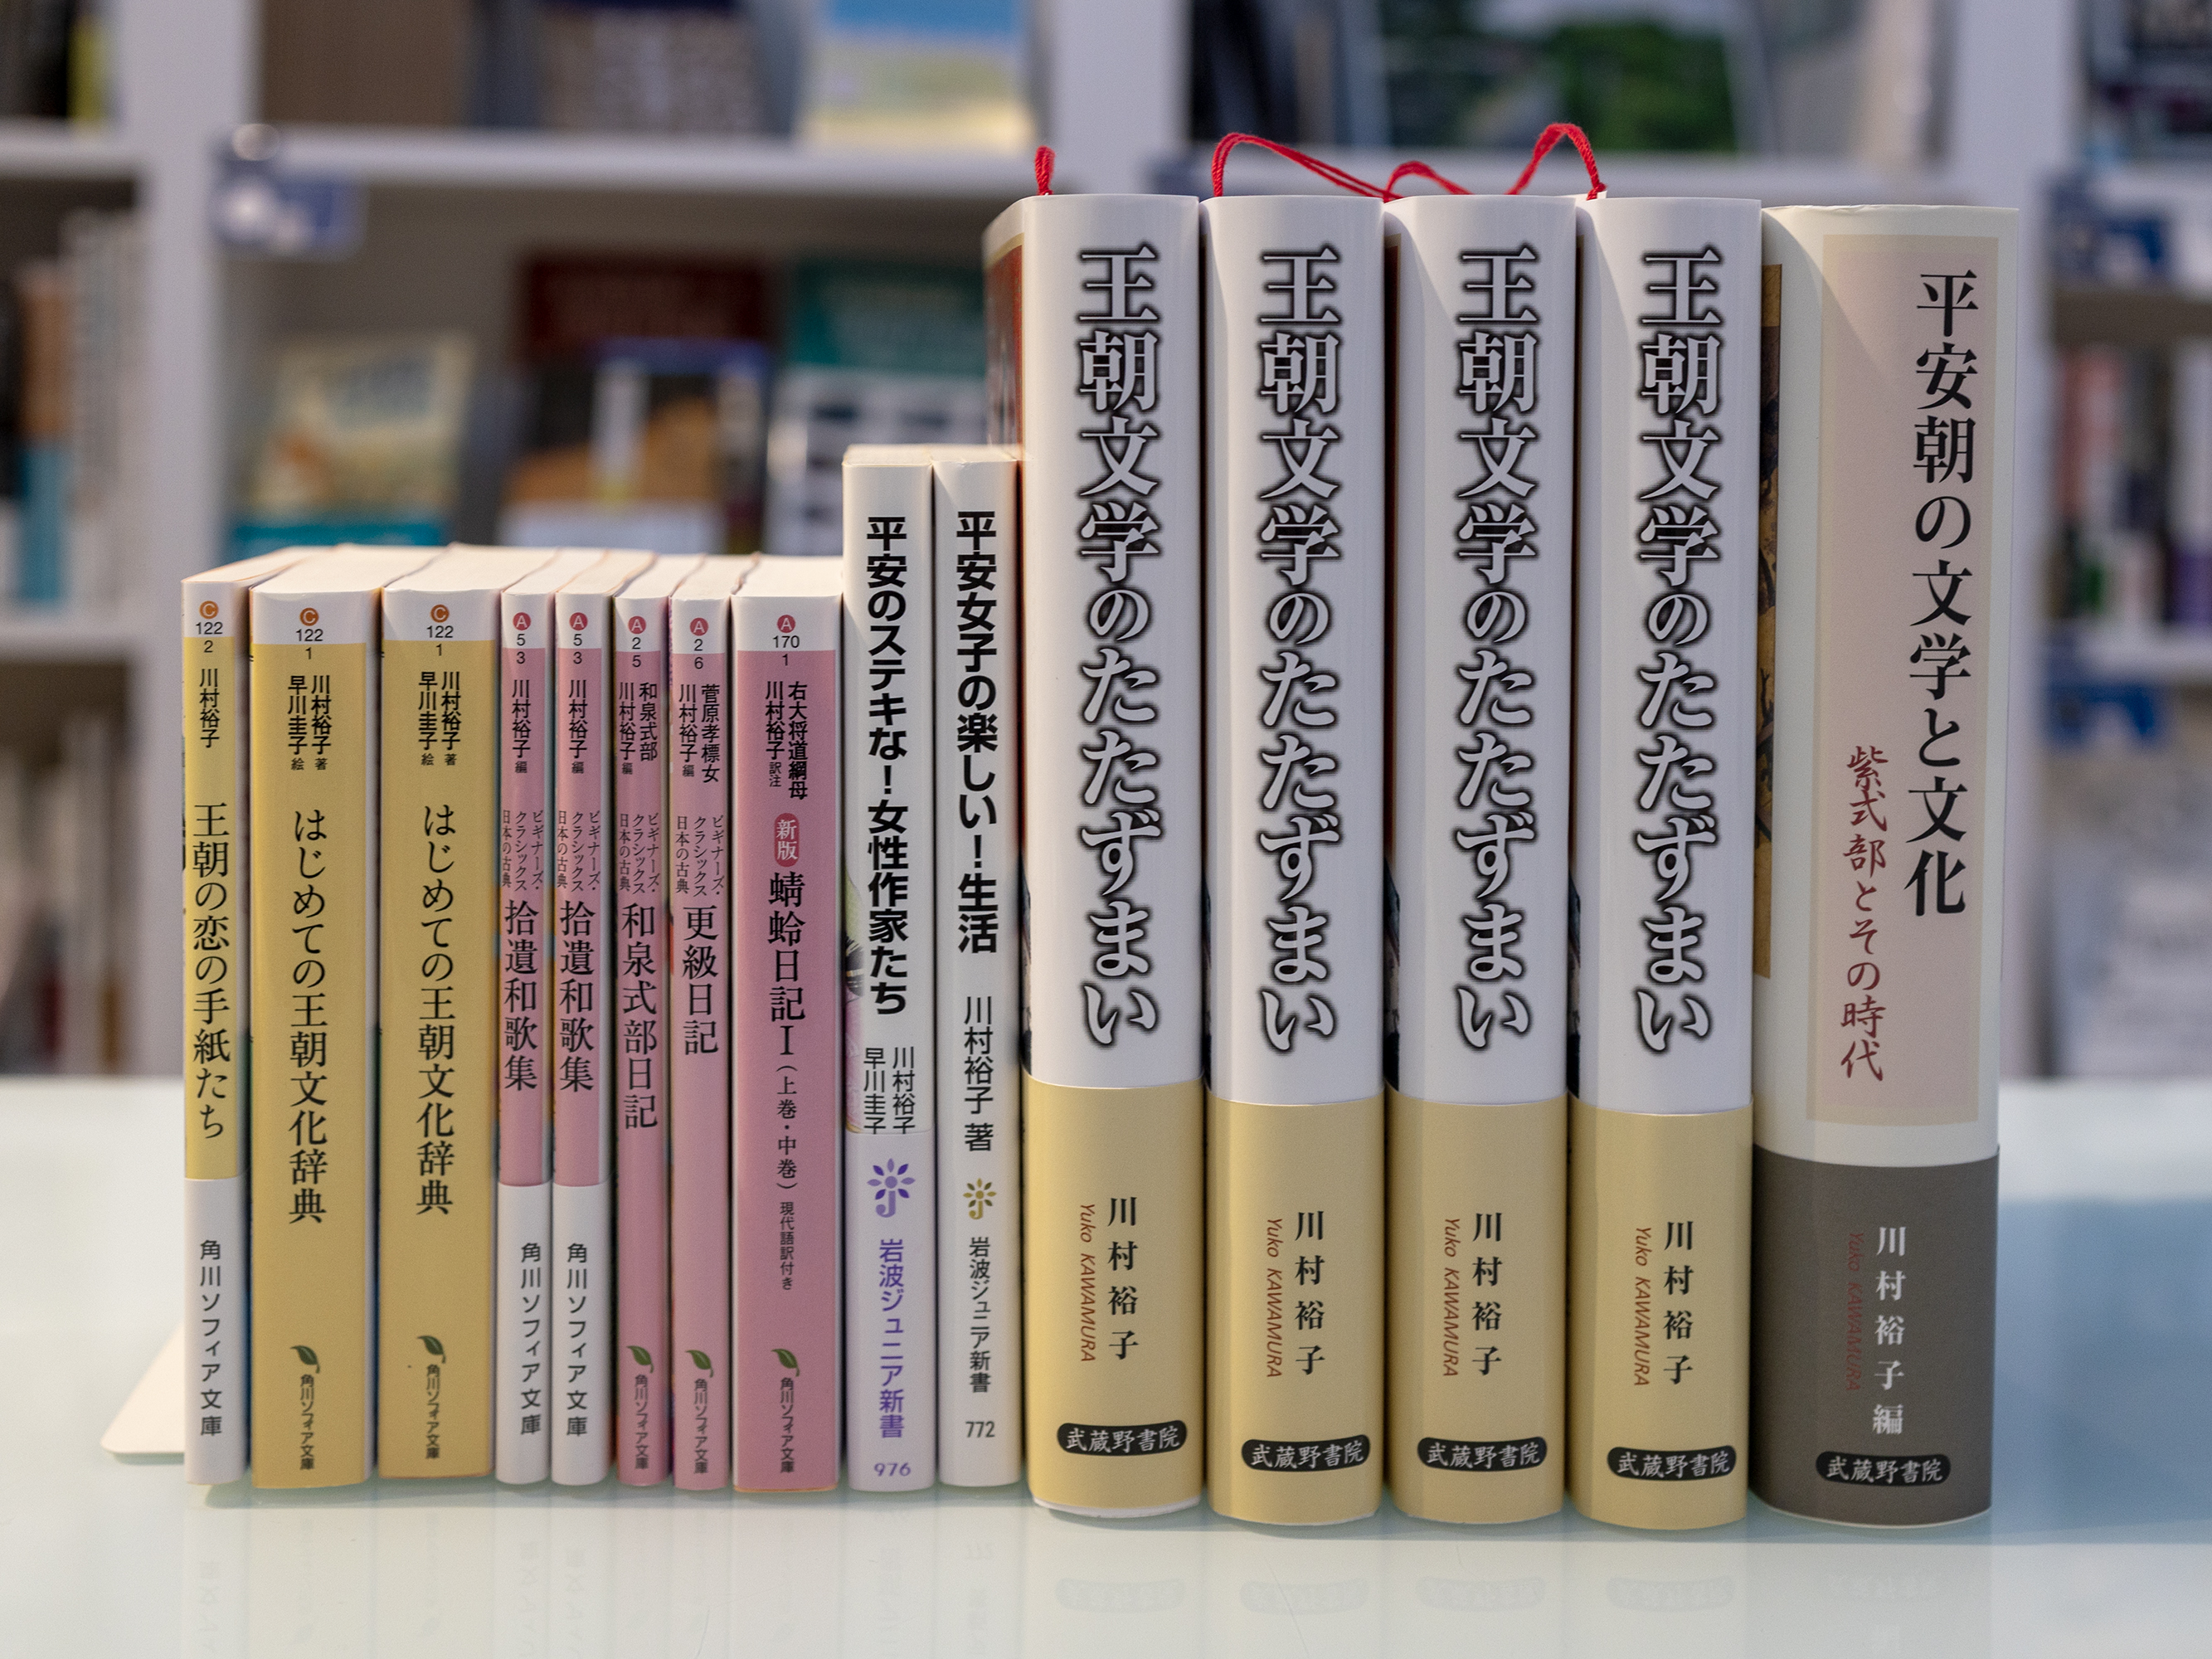 C
122
2
川村裕子
王朝の恋の手紙たち
角川ソフィア文庫
C
122
1
川村裕子 著
早川圭子 絵
はじめての王朝文化辞典
角川ソフィア文庫
C
122
1
川村裕子 著
早川圭子 絵
はじめての王朝文化辞典
角川ソフィア文庫
A
5
3
川村裕子 編
ビギナーズ・
クラシックス
日本の古典
拾遺和歌集
角川ソフィア文庫
A
5
3
川村裕子 編
ビギナーズ・
クラシックス
日本の古典
拾遺和歌集
角川ソフィア文庫
A
2
5
和泉式部
川村裕子 編
ビギナーズ・
クラシックス
日本の古典
和泉式部日記
角川ソフィア文庫
A
2
6
菅原孝標女
川村裕子 編
ビギナーズ・
クラシックス
日本の古典
更級日記
角川ソフィア文庫
A
170
1
右大将道綱母
川村裕子 訳注
新版
蜻蛉日記Ⅰ(上巻・中巻) 現代語訳付き
角川ソフィア文庫
平安のステキな!女性作家たち
川村裕子
早川圭子
岩波ジュニア新書
976
平安女子の楽しい!生活
川村裕子 著
岩波ジュニア新書
772
王朝文学のたたずまい
川村裕子
Yuko KAWAMURA
武蔵野書院
王朝文学のたたずまい
川村裕子
Yuko KAWAMURA
武蔵野書院
王朝文学のたたずまい
川村裕子
Yuko KAWAMURA
武蔵野書院
王朝文学のたたずまい
川村裕子
Yuko KAWAMURA
武蔵野書院
平安朝の文学と文化
紫式部とその時代
川村裕子 編
Yuko KAWAMURA
武蔵野書院